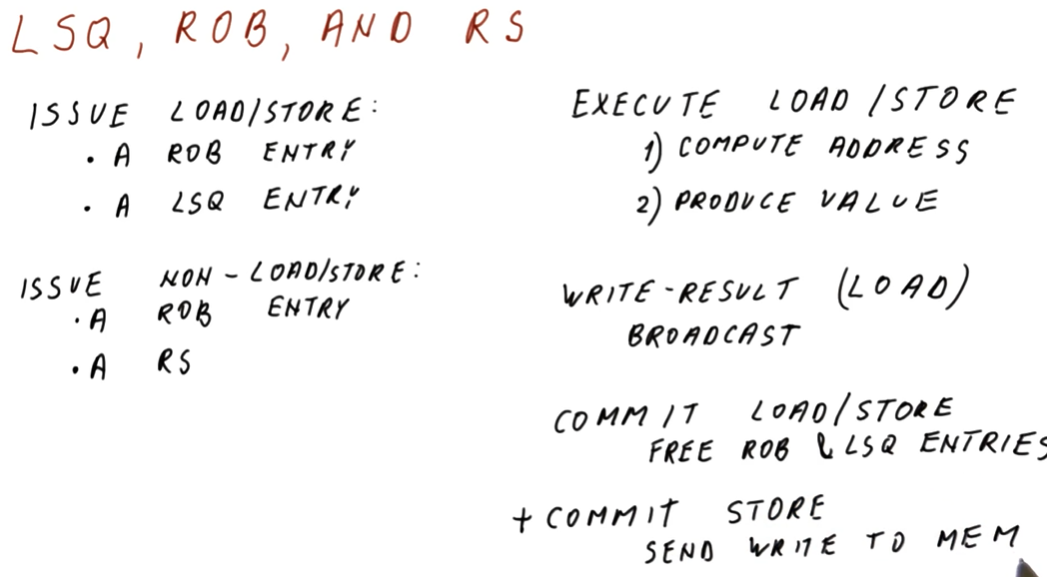 LSQ, ROB, AND RS
ISSUE LOAD/STORE:
• A ROB ENTRY
• A LSQ ENTRY
ISSUE NON-LOAD/STORE:
• A ROB ENTRY
• A RS
EXECUTE LOAD/STORE
1) COMPUTE ADDRESS
2) PRODUCE VALUE
WRITE-RESULT (LOAD)
BROADCAST
COMMIT LOAD/STORE
FREE ROB & LSQ ENTRIES
+ COMMIT STORE
SEND WRITE TO MEM